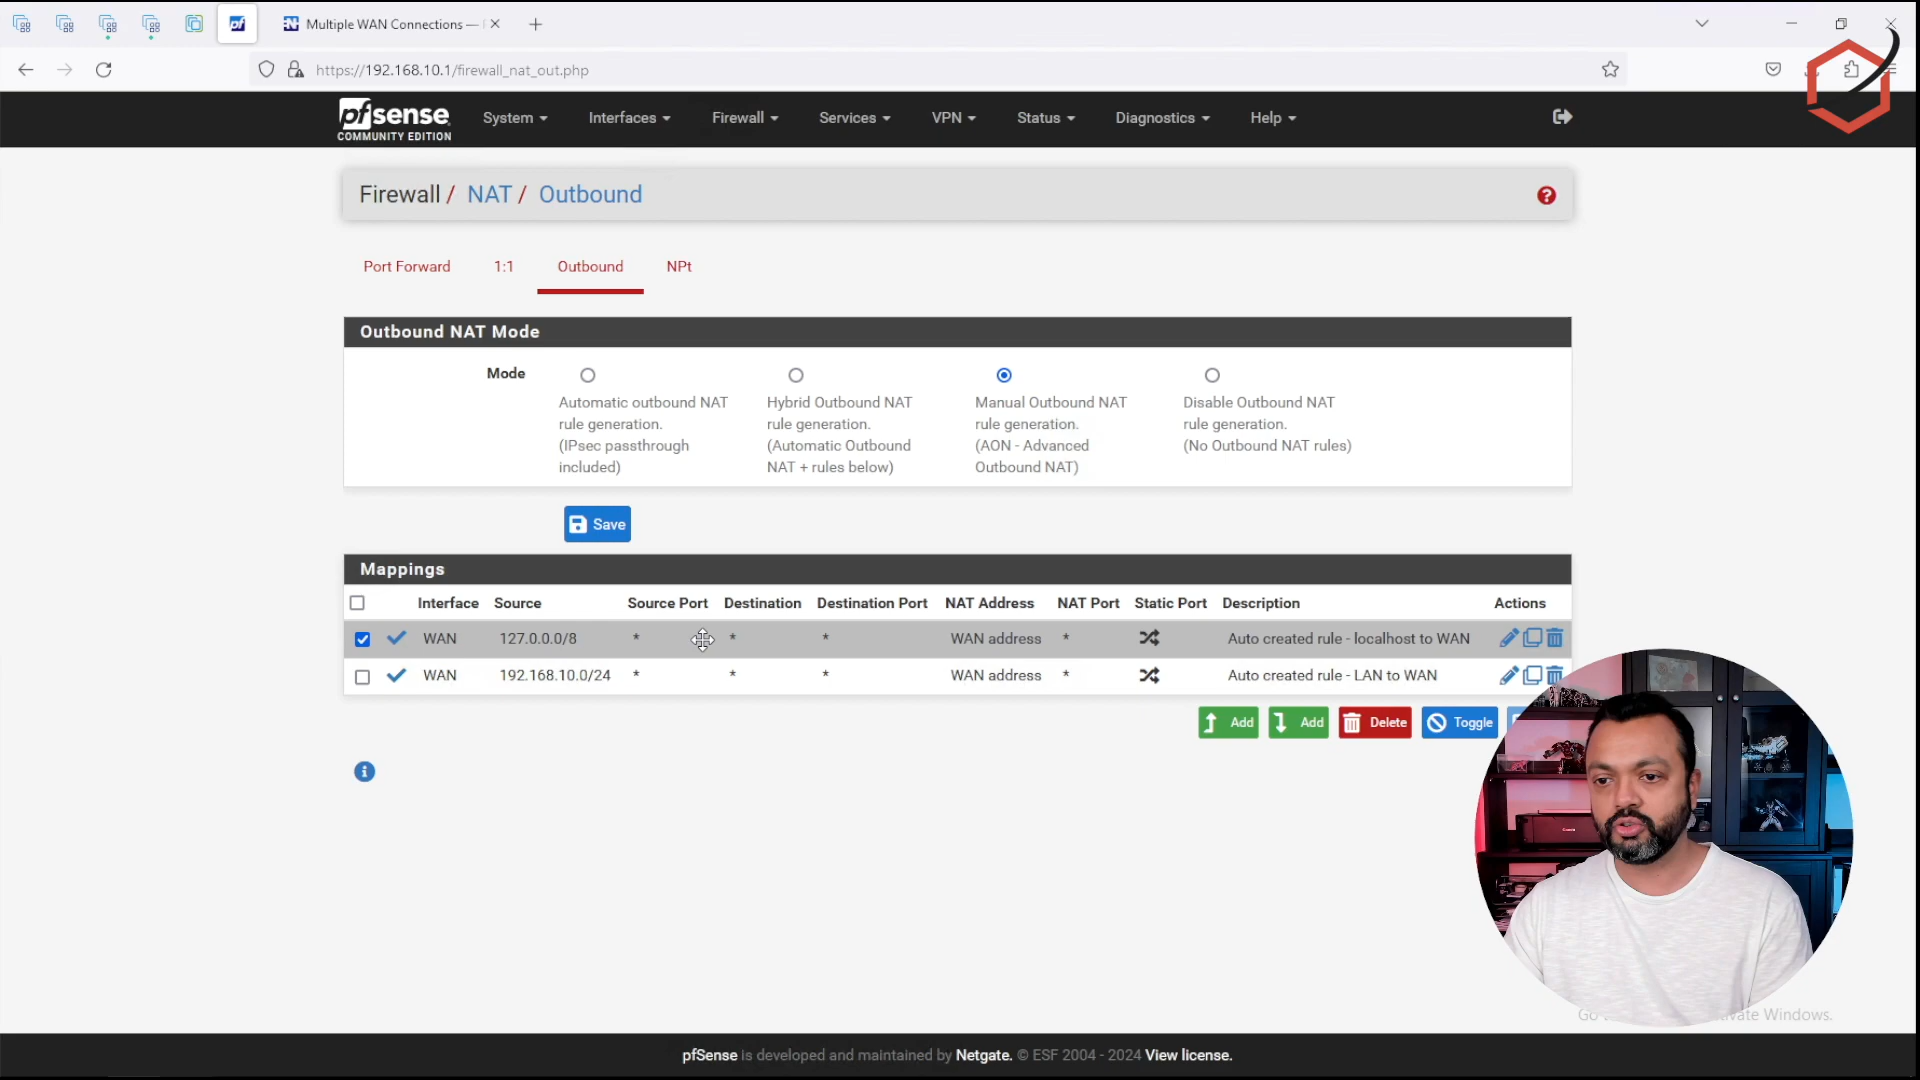 Multiple WAN Connections —
https://192.168.10.1/firewall_nat_out.php
pfsense
COMMUNITY EDITION
System
Interfaces
Firewall
Services
VPN
Status
Diagnostics
Help
Firewall / NAT / Outbound
Port Forward
1:1
Outbound
NPt
Outbound NAT Mode
Mode
Automatic outbound NAT
rule generation.
(IPsec passthrough
included)
Hybrid Outbound NAT
rule generation.
(Automatic Outbound
NAT + rules below)
Manual Outbound NAT
rule generation.
(AON - Advanced
Outbound NAT)
Disable Outbound NAT
rule generation.
(No Outbound NAT rules)
Save
Mappings
Interface Source Source Port Destination Destination Port NAT Address NAT Port Static Port Description Actions
WAN 127.0.0.0/8 * * * WAN address * Auto created rule - localhost to WAN
WAN 192.168.10.0/24 * * * WAN address * Auto created rule - LAN to WAN
Add
Add
Delete
Toggle
Windows.
pfSense is developed and maintained by Netgate. © ESF 2004 - 2024 View license.